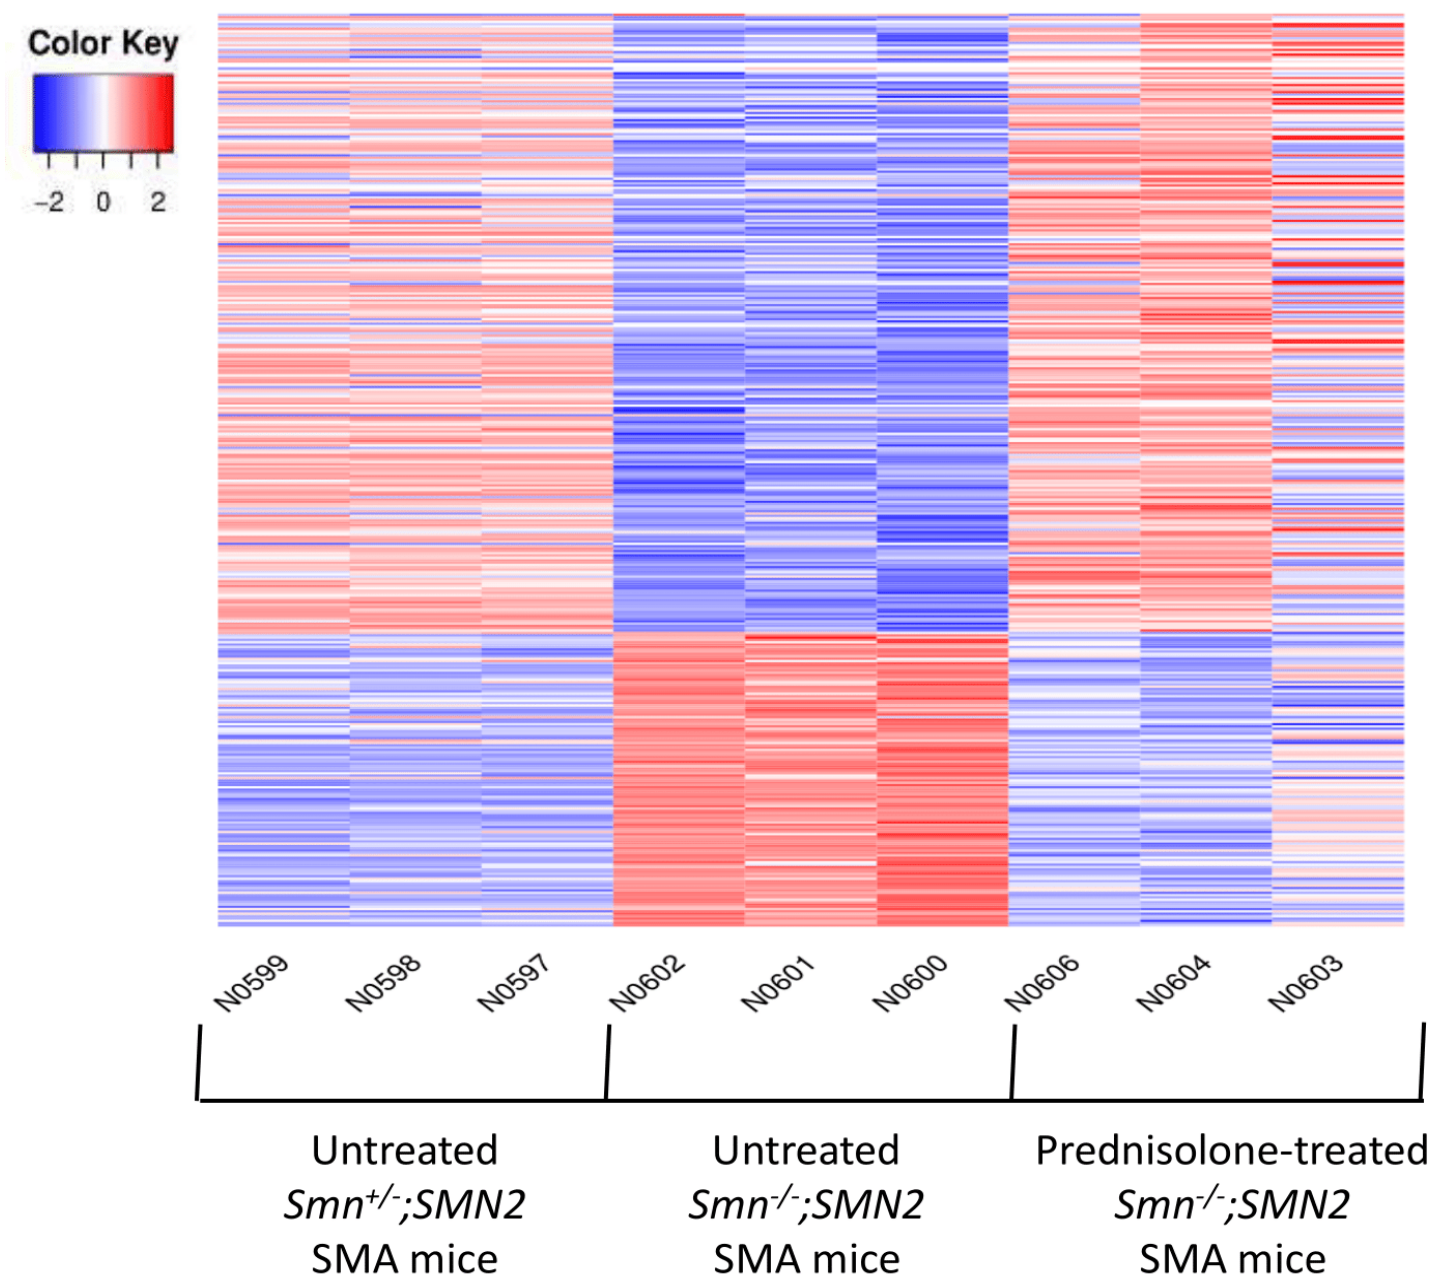 Color Key
−2 0 2
N0599 N0598 N0597 N0602 N0601 N0600 N0606 N0604 N0603
Untreated Untreated Prednisolone-treated
Smn+/-;SMN2 Smn-/-;SMN2 Smn-/-;SMN2
SMA mice SMA mice SMA mice